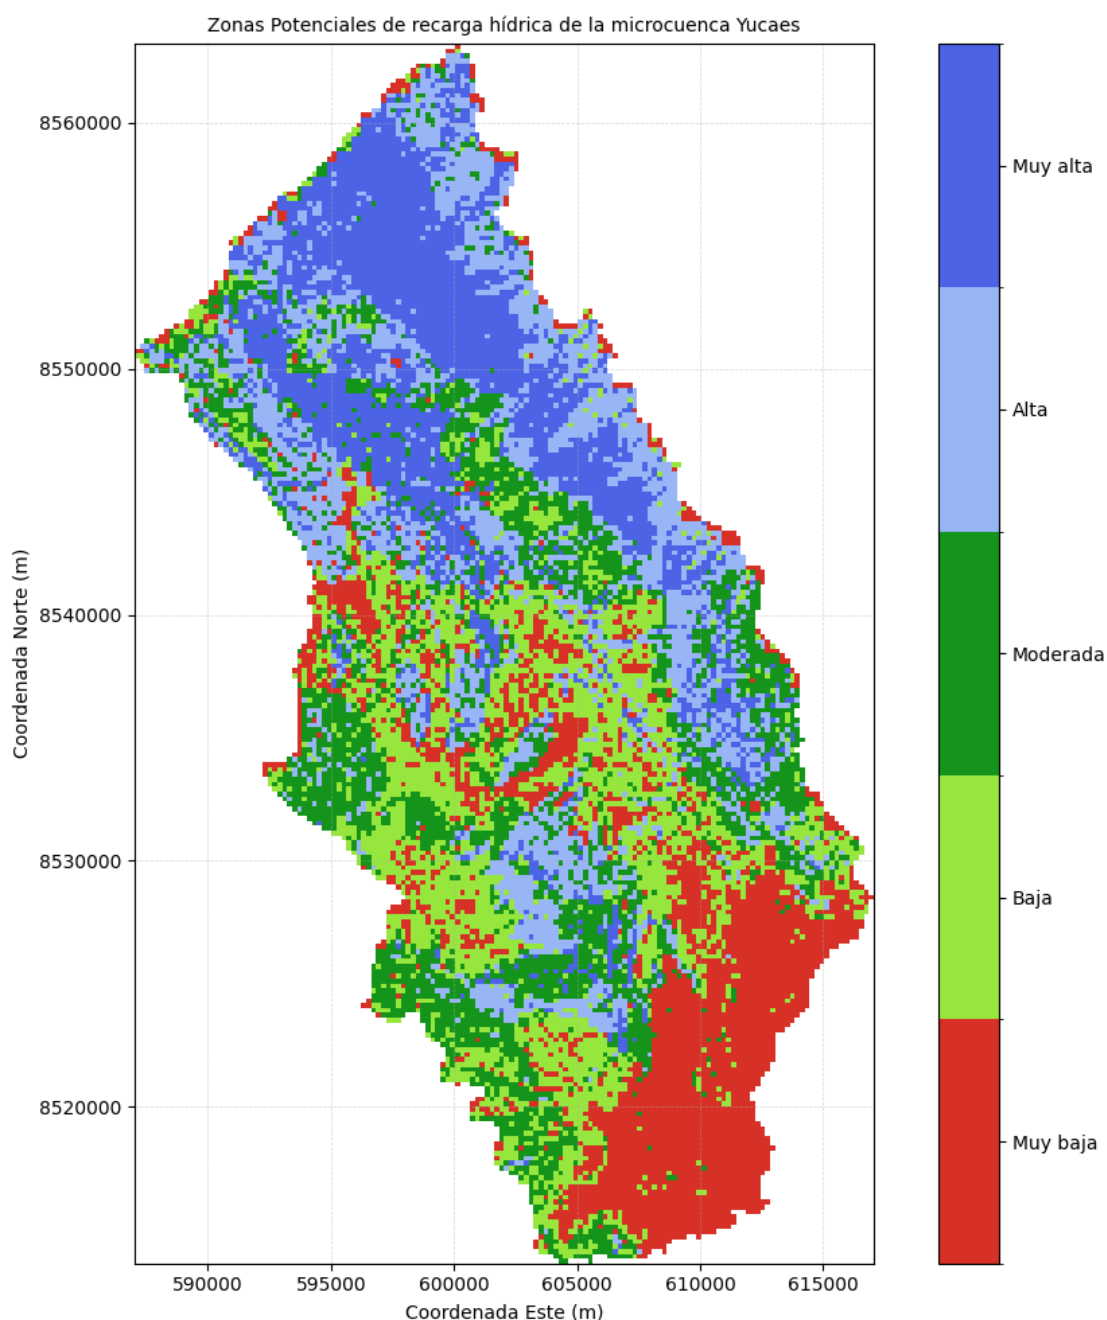 Zonas Potenciales de recarga hídrica de la microcuenca Yucaes
Coordenada Norte (m)
8560000
8550000
8540000
8530000
8520000
590000 595000 600000 605000 610000 615000
Coordenada Este (m)
Muy alta
Alta
Moderada
Baja
Muy baja